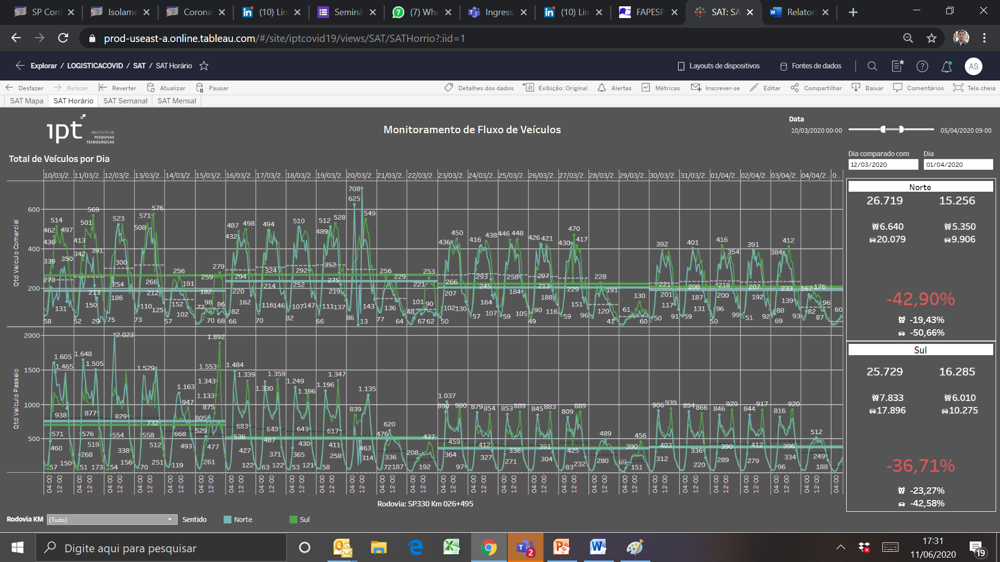 SP Cont
Isolame
Corona
(10) Lin
Seminá
(7) Wha
Ingress
(10) Lin
FAPESP
SAT: SA
Relatori
prod-useast-a.online.tableau.com/#/site/iptcovid19/views/SAT/SATHorrio?:iid=1
Explorar / LOGISTICACOVID / SAT / SAT Horário
Layouts de dispositivos
Fontes de dados
AS
Desfazer
Refazer
Reverter
Atualizar
Pausar
Detalhes dos dados
Exibição: Original
Alertas
Métricas
Inscrever-se
Editar
Compartilhar
Baixar
Comentários
Tela cheia
SAT Mapa
SAT Horário
SAT Semanal
SAT Mensal
ipt
INSTITUTO DE
PESQUISAS
TECNOLÓGICAS
Monitoramento de Fluxo de Veículos
Data
10/03/2020 00:00
05/04/2020 09:00
Total de Veículos por Dia
Dia comparado com
Dia
12/03/2020
01/04/2020
10/03/2... 11/03/2... 12/03/2... 13/03/2... 14/03/2... 15/03/2... 16/03/2... 17/03/2... 18/03/2... 19/03/2... 20/03/2... 21/03/2... 22/03/2... 23/03/2... 24/03/2... 25/03/2... 26/03/2... 27/03/2... 28/03/2... 29/03/2... 30/03/2... 31/03/2... 01/04/2... 02/04/2... 03/04/2... 04/04/2... 0...
Qtd Veículo Comercial
600
400
200
514 462 497 436 339 350 278 131 58
569 501 413 342 391 213 150 52 29
523 300 254 186 75
576 571 508 266 212 110 125 73
256 191 152 102 57
279 259 182 98 86 73 70 68
487 498 432 294 220 162 82 66
494 324 214 116 146 70
510 292 252 107 147 82
512 528 489 352 275 219 111 137 66
708 625 549 143 86 13
256 229 136 77 64
253 221 101 90 48 67 62
450 436 266 207 102 130 50
416 438 293 245 164 107 57
446 448 258 184 105 59
426 421 297 213 188 90 116 49
470 430 417 229 151 96 59
228 191 120 41
130 61 60
392 221 201 117 91 50
401 208 187 131 59
416 354 218 200 96 99 50
391 207 192 92 51
412 384 233 139 88 93 69
167 176 96 82 87
60
Qtd Veículo Passeio
2000
1500
1000
500
1.605 1.465 938 571 460 150 57
1.648 1.505 877 576 519 268 51 173
2.023 829 554 338 156 54
1.529 732 558 512 251 70
1.163 947 668 493 119
1.892 1.553 1.343 1.133 875 805 529 477 261
1.484 1.339 683 536 427 122
1.359 1.330 649 487 371 122 63
1.249 1.196 643 430 365 121 53
1.347 1.196 617 411 258 58
1.135 839 463 314
620 476 336 187 72
437 208 192
1.037 890 990 459 364 97
879 854 412 327
853 889 336 271
845 883 391 304
889 809 425 232 83
489 280
456 390 69 151
906 939 403 312
894 866 336 220
846 920 390 289
844 917 412 279
816 920 396 334 96
512 249 188
04:00 12:00 04:00 12:00 04:00 12:00 04:00 12:00 04:00 12:00 04:00 12:00 04:00 12:00 04:00 12:00 04:00 12:00 04:00 12:00 04:00 12:00 04:00 12:00 04:00 12:00 04:00 12:00 04:00 12:00 04:00 12:00 04:00 12:00 04:00 12:00 04:00 12:00 04:00 12:00 04:00 12:00 04:00 12:00 04:00 12:00 04:00 12:00 04:00 12:00 04:00 12:00 04:00
Rodovia: SP330 Km 026+495
Norte
26.719 15.256
6.640 5.350
20.079 9.906
-42,90%
-19,43%
-50,66%
Sul
25.729 16.285
7.833 6.010
17.896 10.275
-36,71%
-23,27%
-42,58%
Rodovia KM
(Tudo)
Sentido
Norte
Sul
Digite aqui para pesquisar
2
17:31
11/06/2020
19